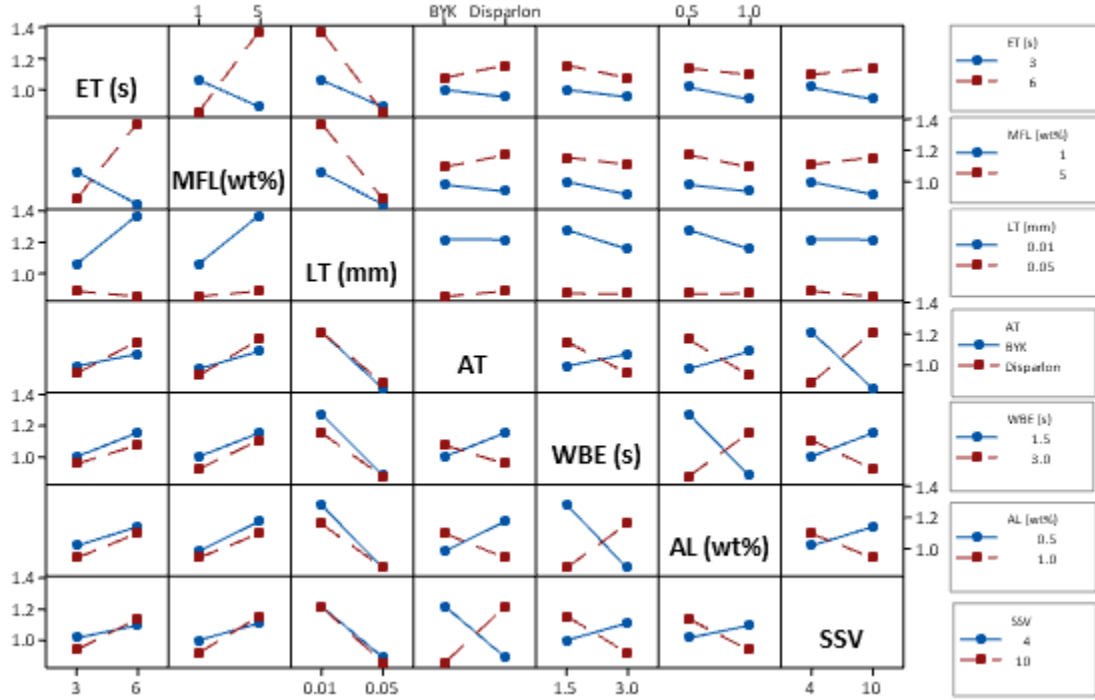 1 5 BYK Disparlon 0.5 1.0
1.4
1.2
1.0
ET (s)
ET (s)
3
6
1.4
1.2
1.0
MFL(wt%)
MFL (wt%)
1
5
1.4
1.2
1.0
LT (mm)
LT (mm)
0.01
0.05
1.4
1.2
1.0
AT
AT
BYK
Disparlon
1.4
1.2
1.0
WBE (s)
WBE (s)
1.5
3.0
1.4
1.2
1.0
AL (wt%)
AL (wt%)
0.5
1.0
1.4
1.2
1.0
SSV
SSV
4
10
3 6 0.01 0.05 1.5 3.0 4 10